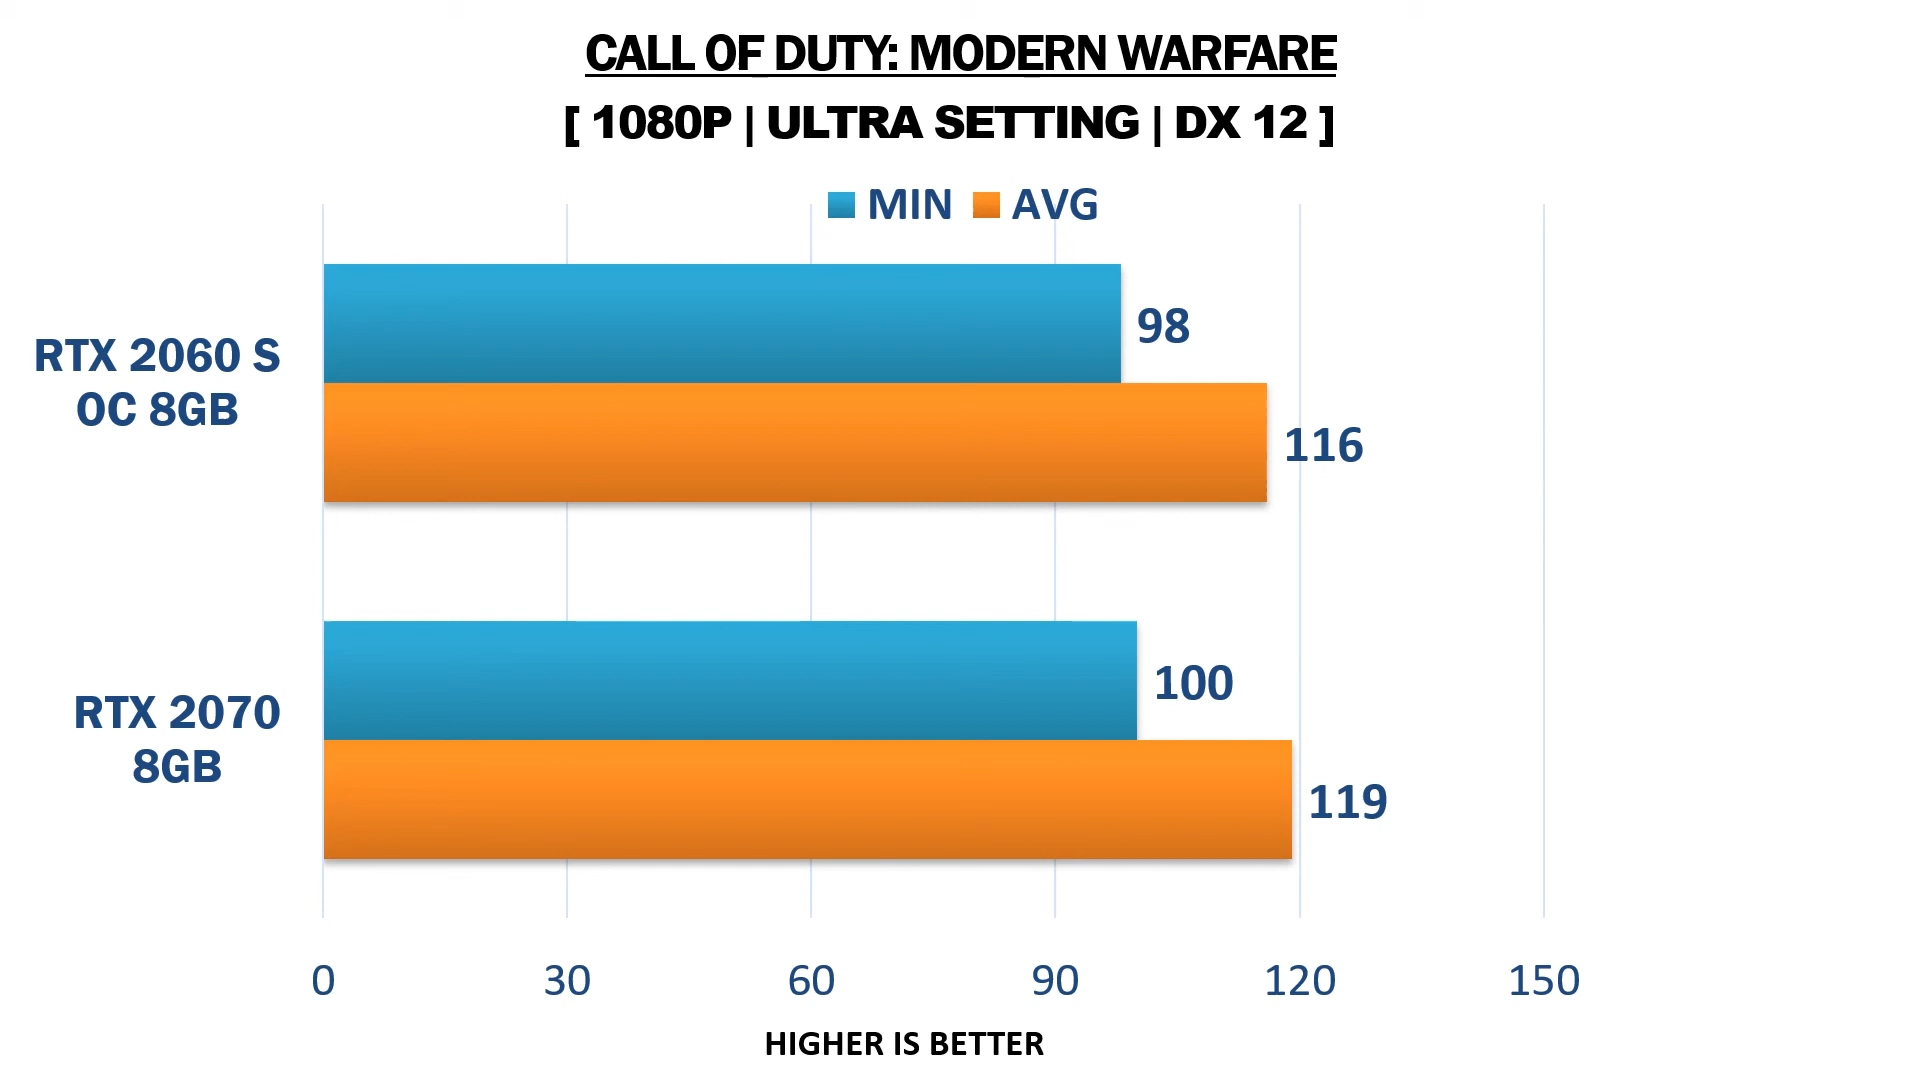 CALL OF DUTY: MODERN WARFARE
[ 1080P | ULTRA SETTING | DX 12 ]
MIN AVG
RTX 2060 S
OC 8GB
98
116
RTX 2070
8GB
100
119
0 30 60 90 120 150
HIGHER IS BETTER